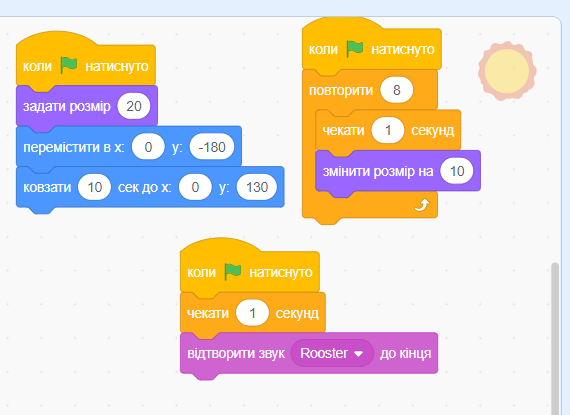 коли натиснуто
задати розмір 20
перемістити в x: 0 y: -180
ковзати 10 сек до x: 0 y: 130
коли натиснуто
повторити 8
чекати 1 секунд
змінити розмір на 10
коли натиснуто
чекати 1 секунд
відтворити звук Rooster до кінця